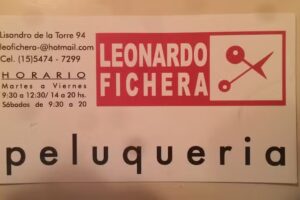 Lisandro de la Torre 94
leofichera-@hotmail.com
Cel. (15)5474 - 7299
HORARIO
Martes a Viernes
9:30 a 12:30/ 14 a 20 hs.
Sábados de 9:30 a 20
LEONARDO
FICHERA
peluqueria